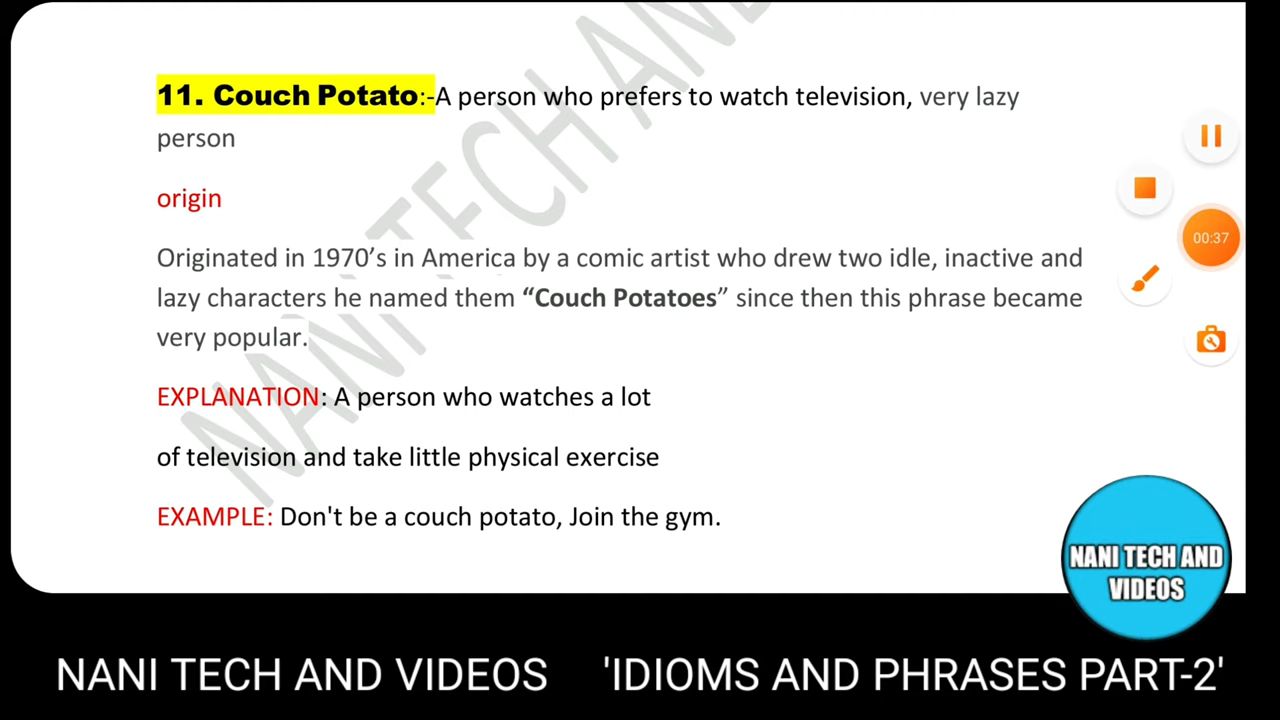 11. Couch Potato:-A person who prefers to watch television, very lazy
person
origin
Originated in 1970’s in America by a comic artist who drew two idle, inactive and
lazy characters he named them “Couch Potatoes” since then this phrase became
very popular.
EXPLANATION: A person who watches a lot
of television and take little physical exercise
EXAMPLE: Don't be a couch potato, Join the gym.
00:37
NANI TECH AND
NANI TECH AND
VIDEOS
NANI TECH AND VIDEOS 'IDIOMS AND PHRASES PART-2'